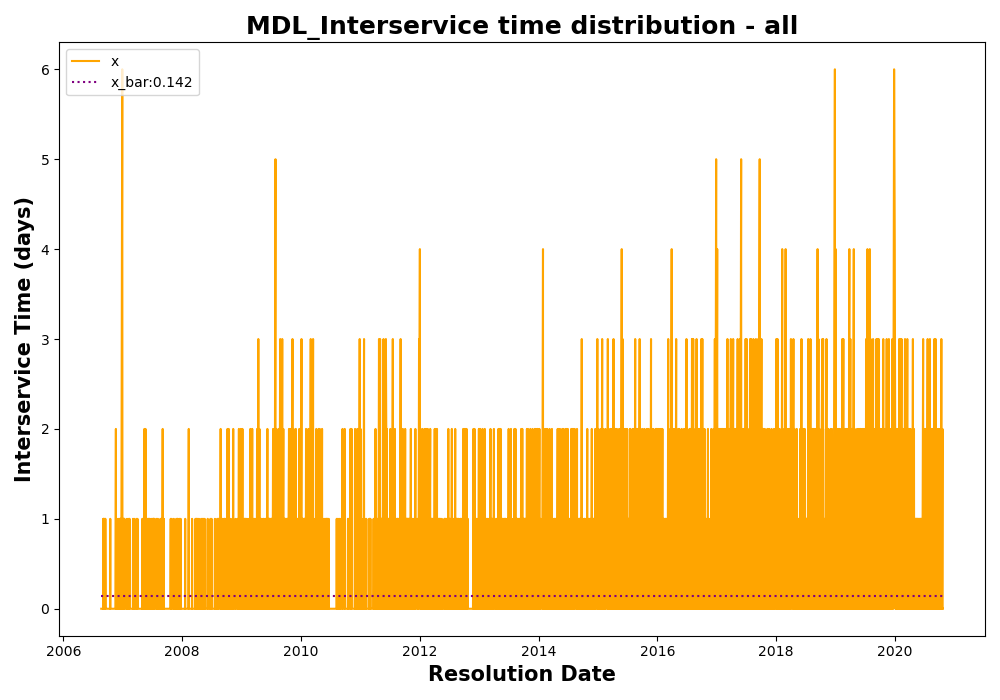 MDL_Interservice time distribution - all
x
x_bar:0.142
Interservice Time (days)
6
5
4
3
2
1
0
2006 2008 2010 2012 2014 2016 2018 2020
Resolution Date